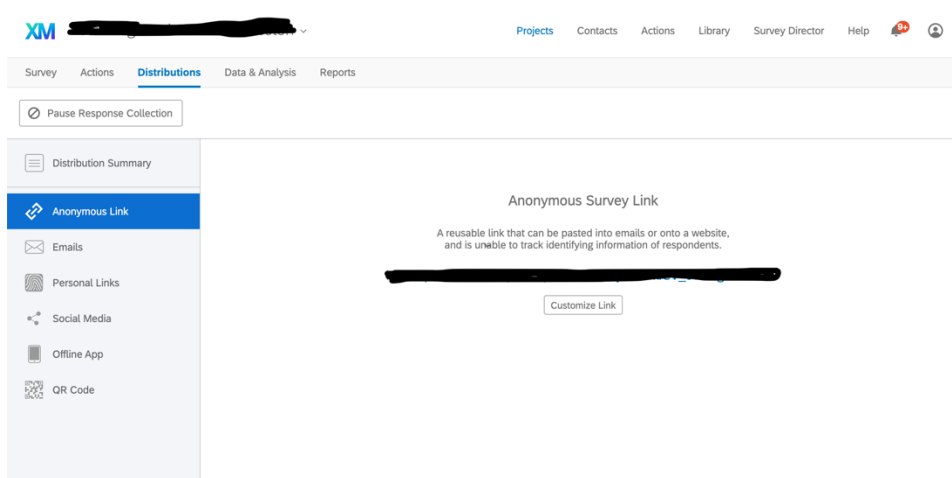 XM
Projects Contacts Actions Library Survey Director Help 9+
Survey Actions Distributions Data & Analysis Reports
Pause Response Collection
Distribution Summary
Anonymous Link
Emails
Personal Links
Social Media
Offline App
QR Code
Anonymous Survey Link
A reusable link that can be pasted into emails or onto a website,
and is unable to track identifying information of respondents.
Customize Link